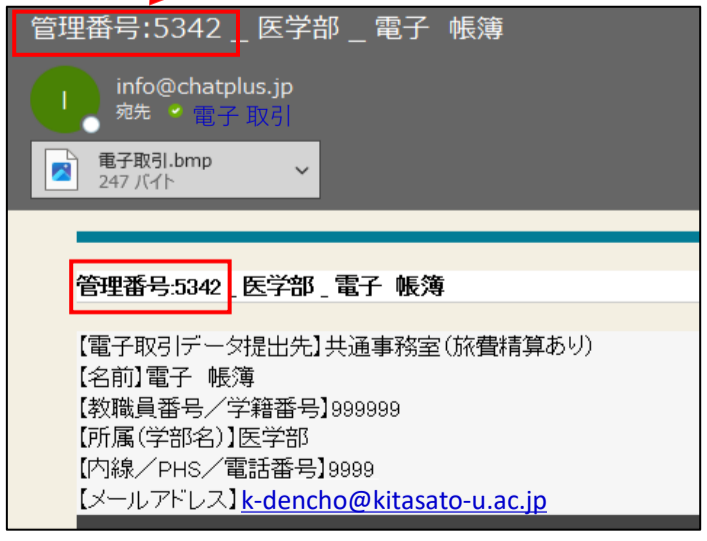 管理番号:5342 _ 医学部 _ 電子　帳簿
I
info@chatplus.jp
宛先 電子 取引
電子取引.bmp
247 バイト
管理番号:5342 _ 医学部 _ 電子　帳簿
【電子取引データ提出先】共通事務室(旅費精算あり)
【名前】電子　帳簿
【教職員番号／学籍番号】999999
【所属(学部名)】医学部
【内線／PHS／電話番号】9999
【メールアドレス】k-dencho@kitasato-u.ac.jp